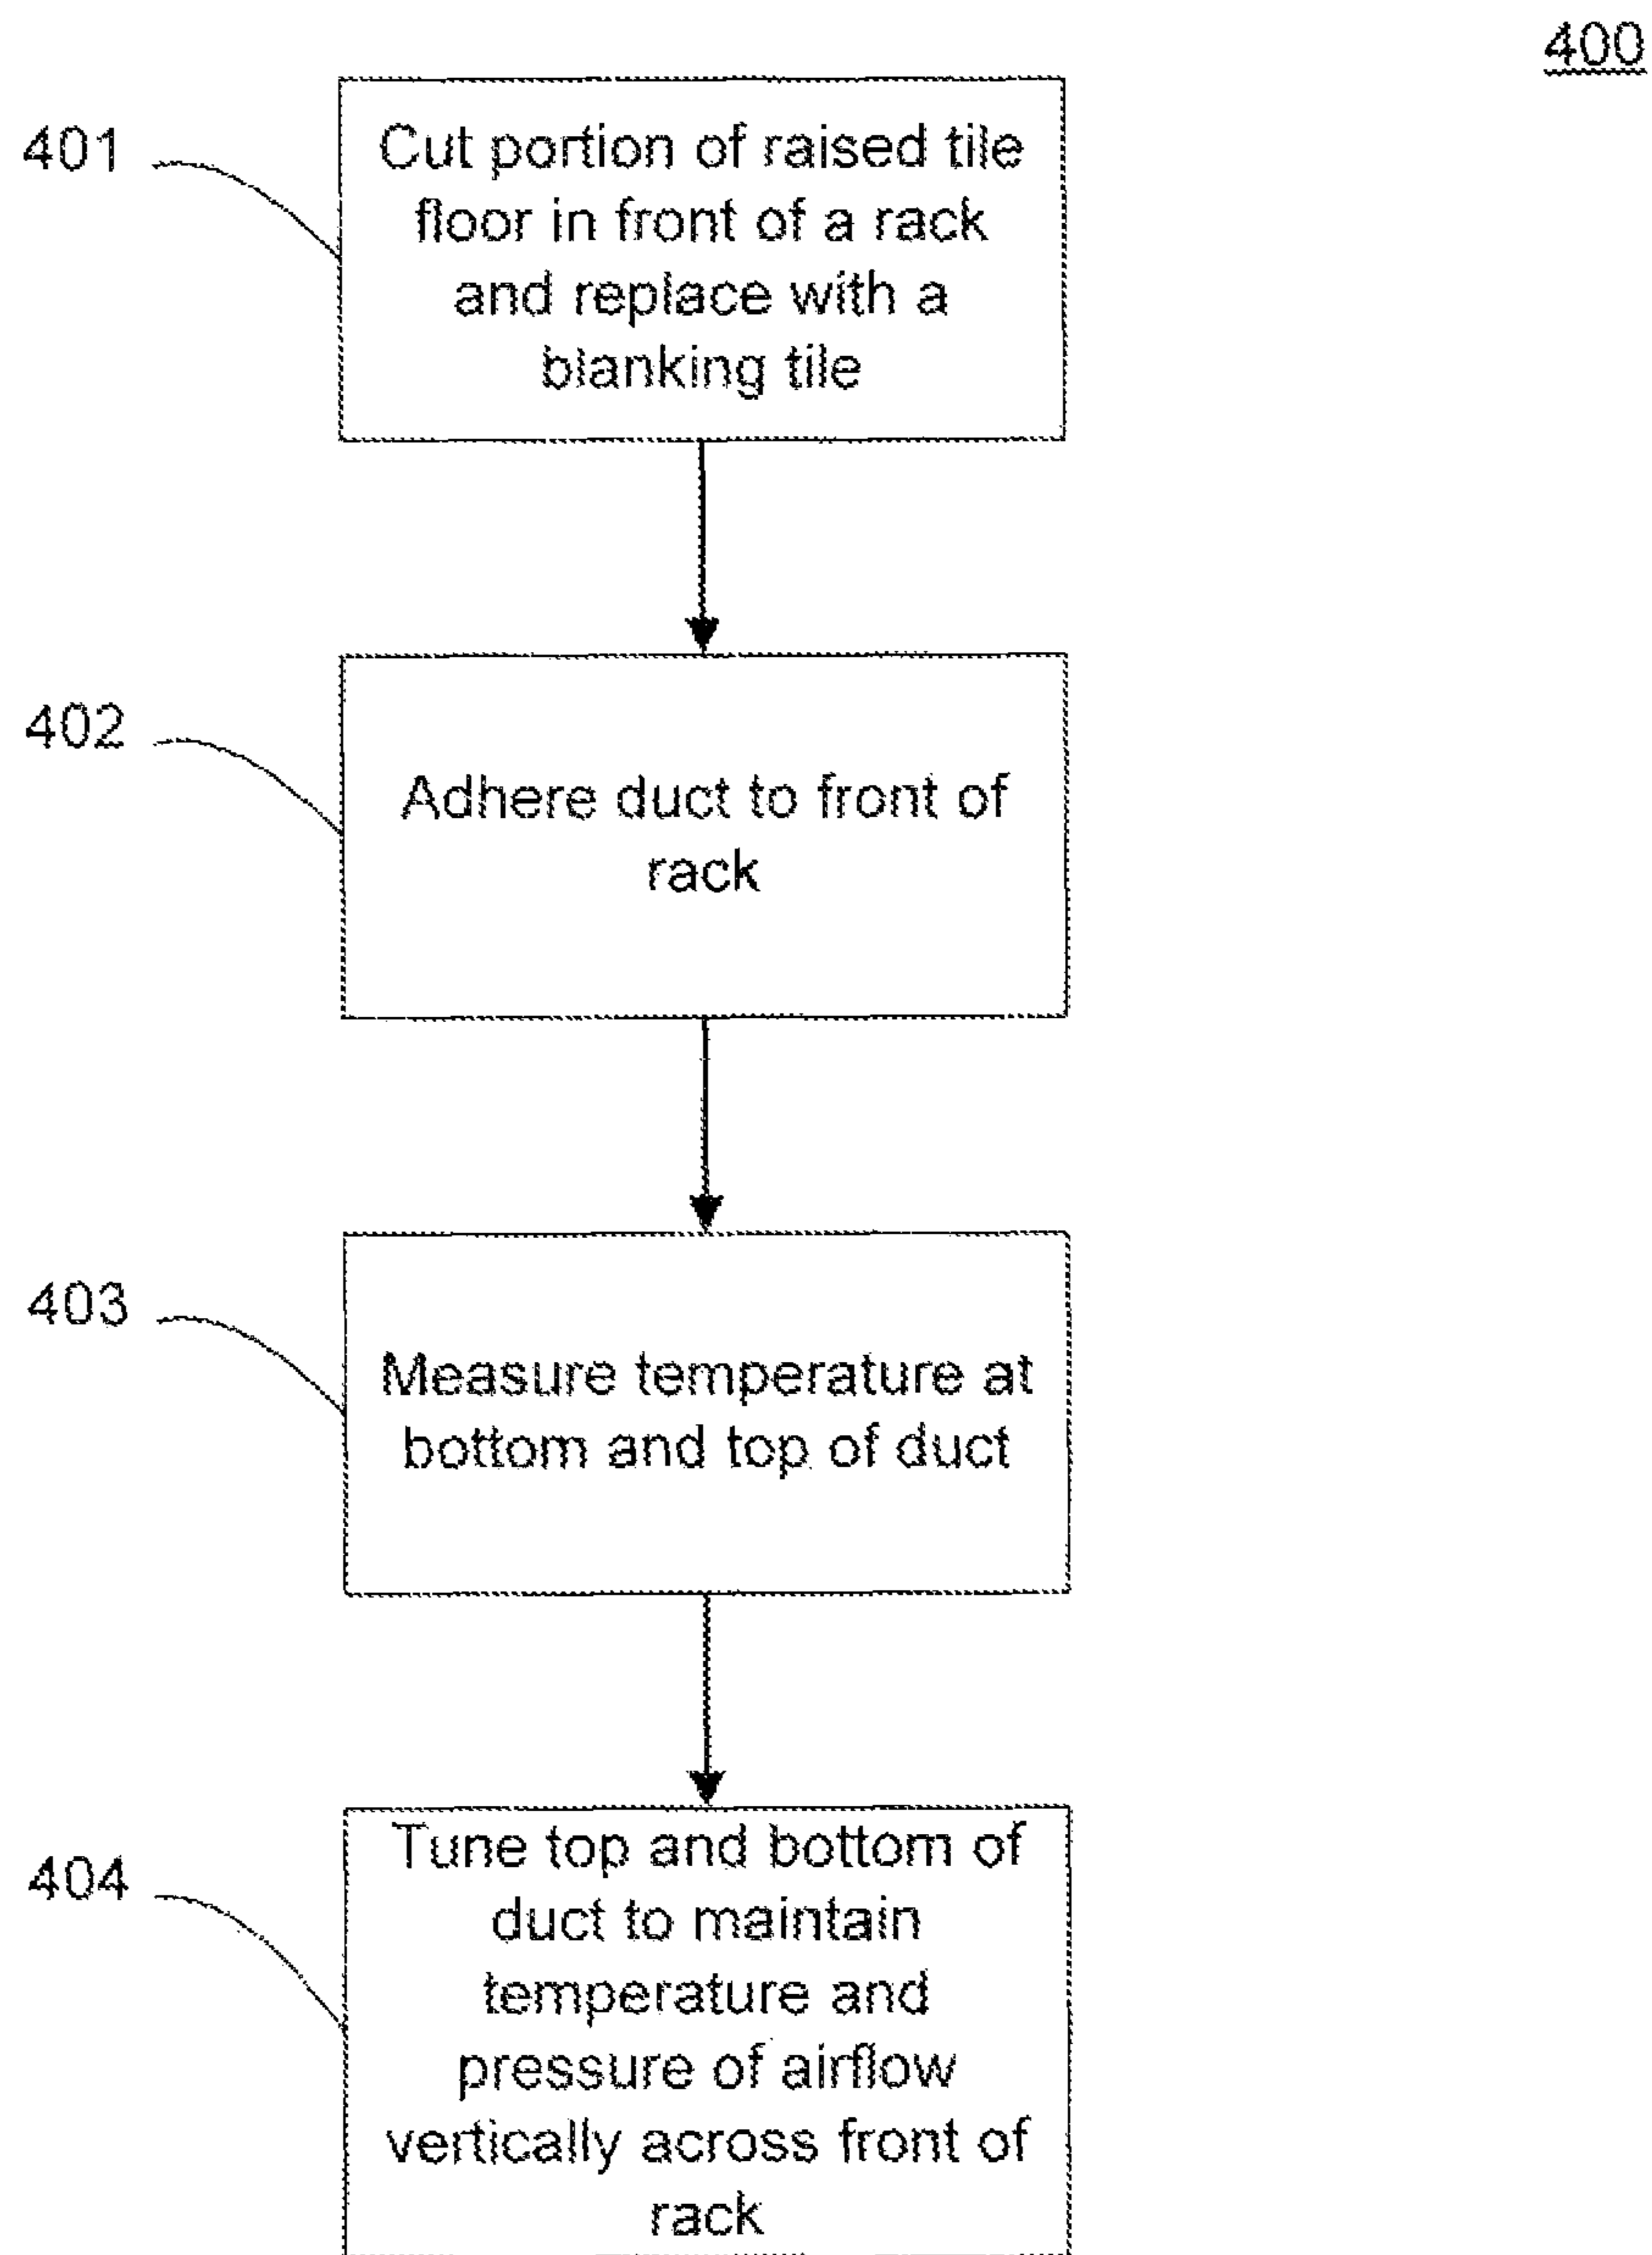 400
401
Cut portion of raised tile
floor in front of a rack
and replace with a
blanking tile
402
Adhere duct to front of
rack
403
Measure temperature at
bottom and top of duct
404
Tune top and bottom of
duct to maintain
temperature and
pressure of airflow
vertically across front of
rack